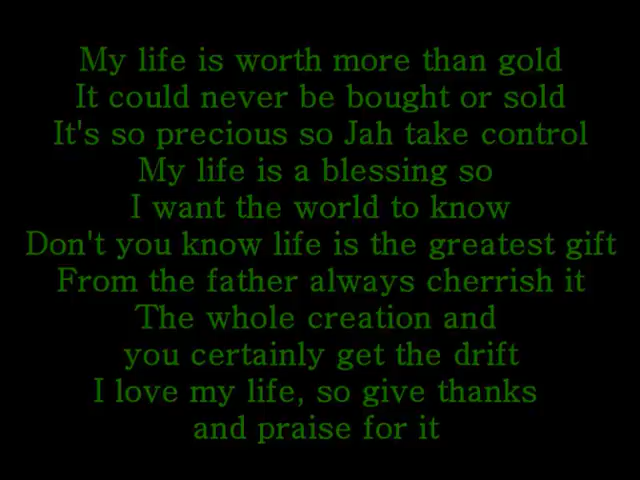 My life is worth more than gold
It could never be bought or sold
It's so precious so Jah take control
My life is a blessing so
I want the world to know
Don't you know life is the greatest gift
From the father always cherrish it
The whole creation and
you certainly get the drift
I love my life, so give thanks
and praise for it